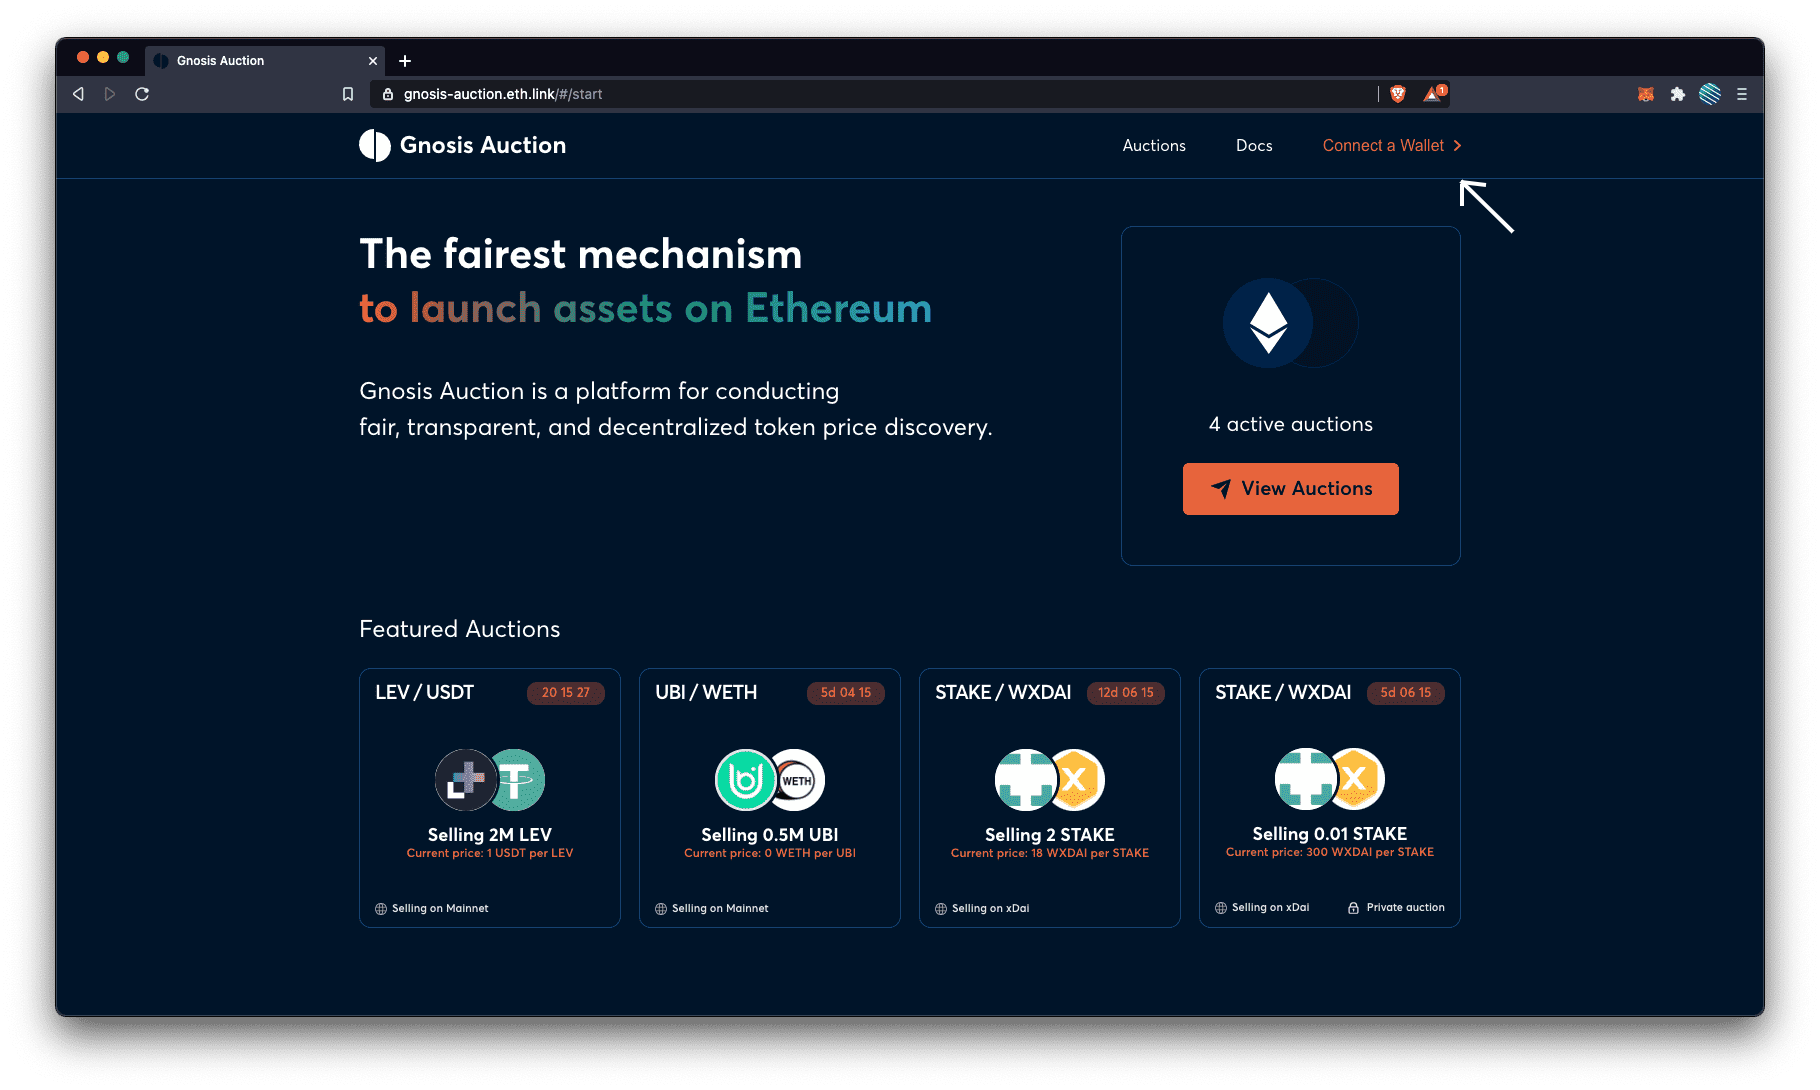 Gnosis Auction
gnosis-auction.eth.link/#/start
1
Gnosis Auction
Auctions
Docs
Connect a Wallet
The fairest mechanism
to launch assets on Ethereum
Gnosis Auction is a platform for conducting
fair, transparent, and decentralized token price discovery.
4 active auctions
View Auctions
Featured Auctions
LEV / USDT
20 15 27
Selling 2M LEV
Current price: 1 USDT per LEV
Selling on Mainnet
UBI / WETH
5d 04 15
WETH
Selling 0.5M UBI
Current price: 0 WETH per UBI
Selling on Mainnet
STAKE / WXDAI
12d 06 15
Selling 2 STAKE
Current price: 18 WXDAI per STAKE
Selling on xDai
STAKE / WXDAI
5d 06 15
Selling 0.01 STAKE
Current price: 300 WXDAI per STAKE
Selling on xDai
Private auction